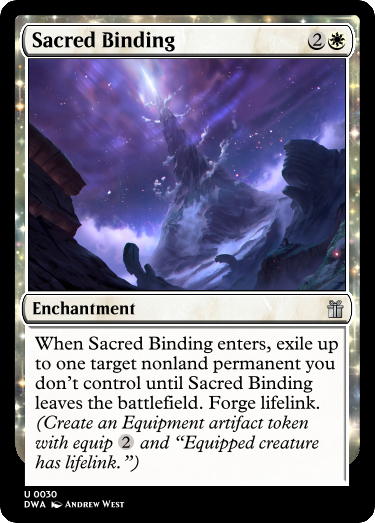 Sacred Binding 2
Enchantment
When Sacred Binding enters, exile up
to one target nonland permanent you
don't control until Sacred Binding
leaves the battlefield. Forge lifelink.
(Create an Equipment artifact token
with equip 2 and "Equipped creature
has lifelink.")
U 0030
DWA Andrew West